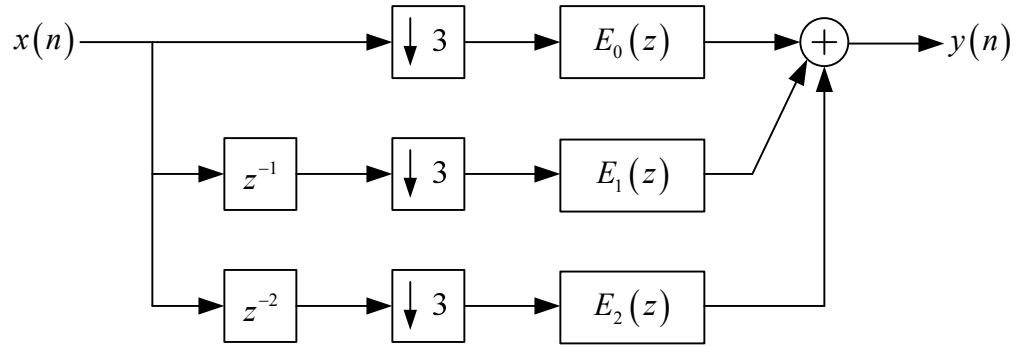 x(n) ↓ 3 E₀(z) + y(n)
z⁻¹ ↓ 3 E₁(z)
z⁻² ↓ 3 E₂(z)